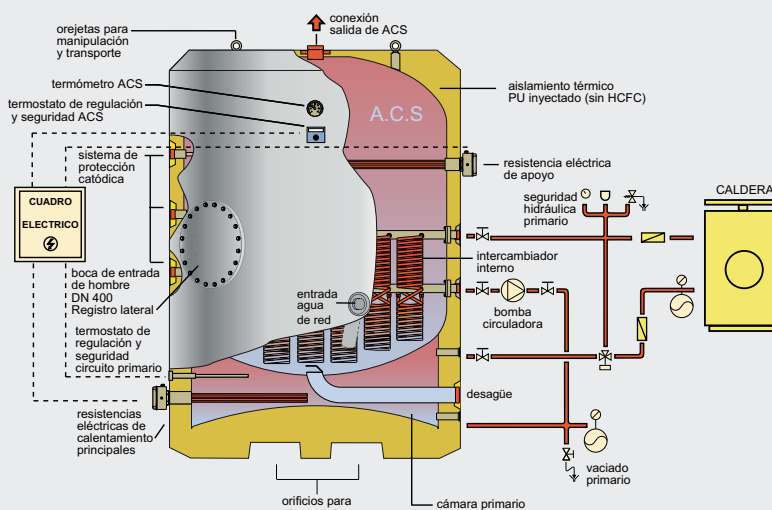 orejetas para
manipulación
y transporte
conexión
salida de ACS
termómetro ACS
termostato de regulación
y seguridad ACS
aislamiento térmico
PU inyectado (sin HCFC)
A.C.S
sistema de
protección
catódica
resistencia eléctrica
de apoyo
CUADRO
ELECTRICO
seguridad
hidráulica
primario
CALDERA
boca de entrada
de hombre
DN 400
Registro lateral
intercambiador
interno
entrada
agua
de red
bomba
circuladora
termostato de
regulación y
seguridad
circuito primario
desagüe
resistencias
eléctricas de
calentamiento
principales
vaciado
primario
orificios para
cámara primario